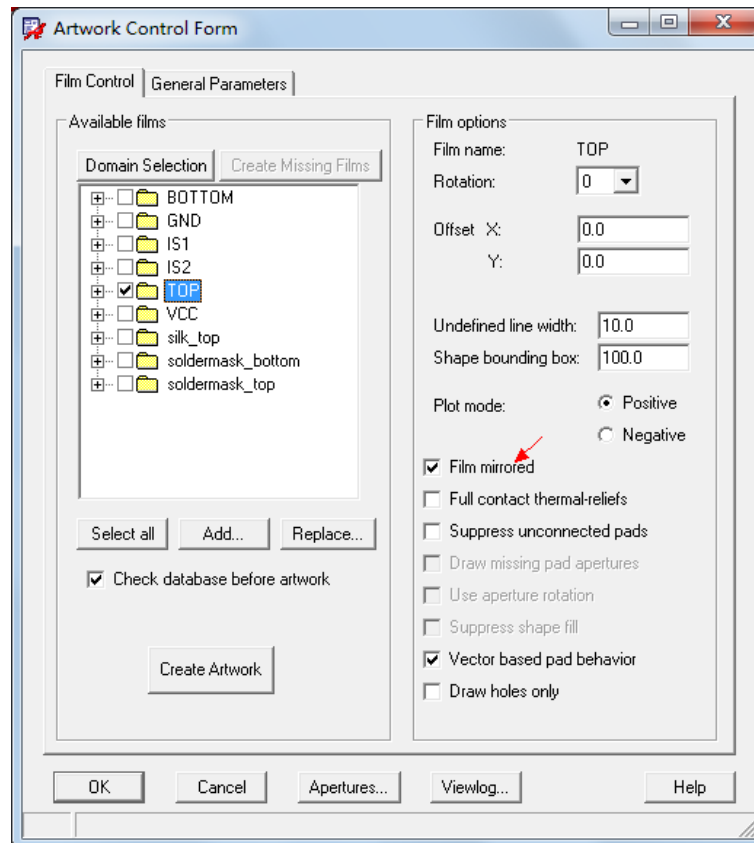 Artwork Control Form
Film Control
General Parameters
Available films
Domain Selection
Create Missing Films
BOTTOM
GND
IS1
IS2
TOP
VCC
silk_top
soldermask_bottom
soldermask_top
Select all
Add...
Replace...
Check database before artwork
Create Artwork
Film options
Film name: TOP
Rotation: 0
Offset X: 0.0
Y: 0.0
Undefined line width: 10.0
Shape bounding box: 100.0
Plot mode: Positive
Negative
Film mirrored
Full contact thermal-reliefs
Suppress unconnected pads
Draw missing pad apertures
Use aperture rotation
Suppress shape fill
Vector based pad behavior
Draw holes only
OK
Cancel
Apertures...
Viewlog...
Help